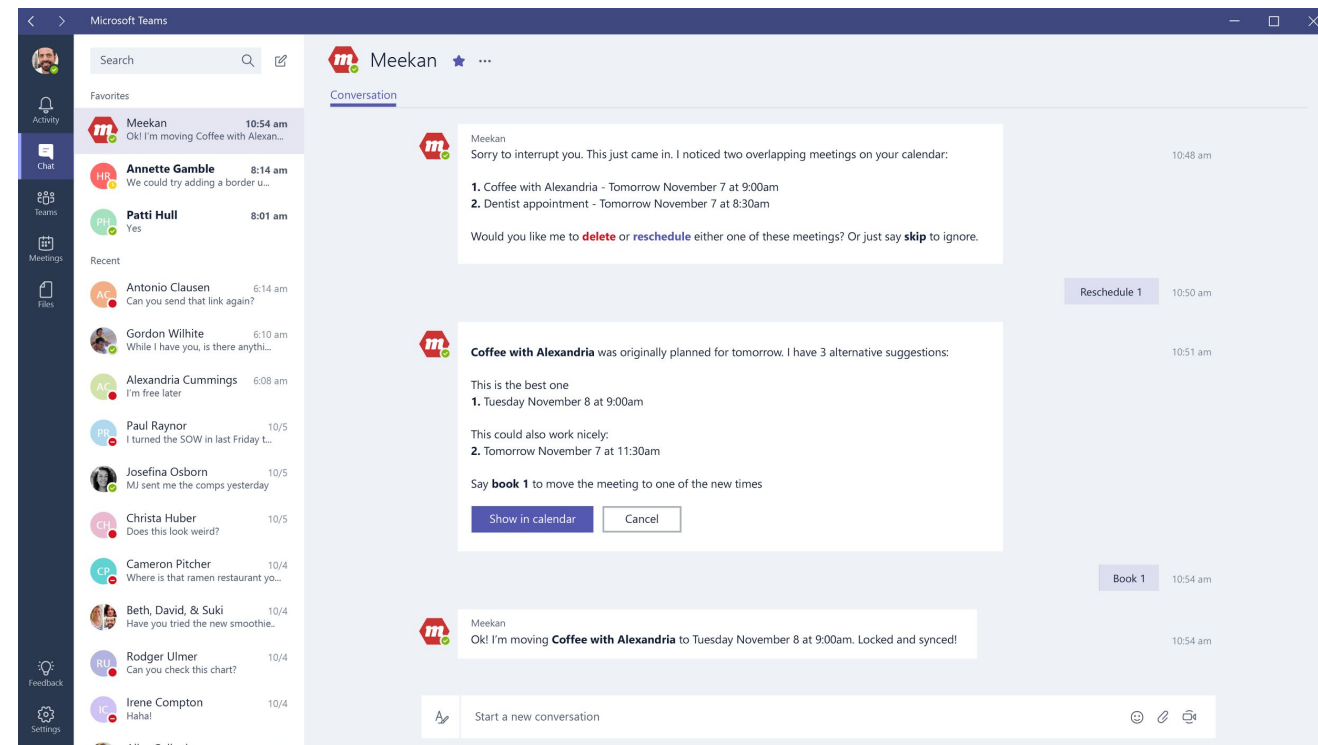 Microsoft Teams
Search
Activity
Chat
Teams
Meetings
Files
Feedback
Settings
Favorites
m
Meekan 10:54 am
Ok! I'm moving Coffee with Alexan...
HR
Annette Gamble 8:14 am
We could try adding a border u...
PH
Patti Hull 8:01 am
Yes
Recent
AC
Antonio Clausen 6:14 am
Can you send that link again?
Gordon Wilhite 6:10 am
While I have you, is there anythi...
AC
Alexandria Cummings 6:08 am
I'm free later
PR
Paul Raynor 10/5
I turned the SOW in last Friday t...
Josefina Osborn 10/5
MJ sent me the comps yesterday
CH
Christa Huber 10/5
Does this look weird?
CP
Cameron Pitcher 10/4
Where is that ramen restaurant yo...
Beth, David, & Suki 10/4
Have you tried the new smoothie..
RU
Rodger Ulmer 10/4
Can you check this chart?
IC
Irene Compton 10/4
Haha!
m
Meekan
Conversation
m
Meekan
Sorry to interrupt you. This just came in. I noticed two overlapping meetings on your calendar: 10:48 am
1. Coffee with Alexandria - Tomorrow November 7 at 9:00am
2. Dentist appointment - Tomorrow November 7 at 8:30am
Would you like me to delete or reschedule either one of these meetings? Or just say skip to ignore.
Reschedule 1 10:50 am
m
Coffee with Alexandria was originally planned for tomorrow. I have 3 alternative suggestions: 10:51 am
This is the best one
1. Tuesday November 8 at 9:00am
This could also work nicely:
2. Tomorrow November 7 at 11:30am
Say book 1 to move the meeting to one of the new times
Show in calendar Cancel
Book 1 10:54 am
m
Meekan
Ok! I'm moving Coffee with Alexandria to Tuesday November 8 at 9:00am. Locked and synced! 10:54 am
Start a new conversation